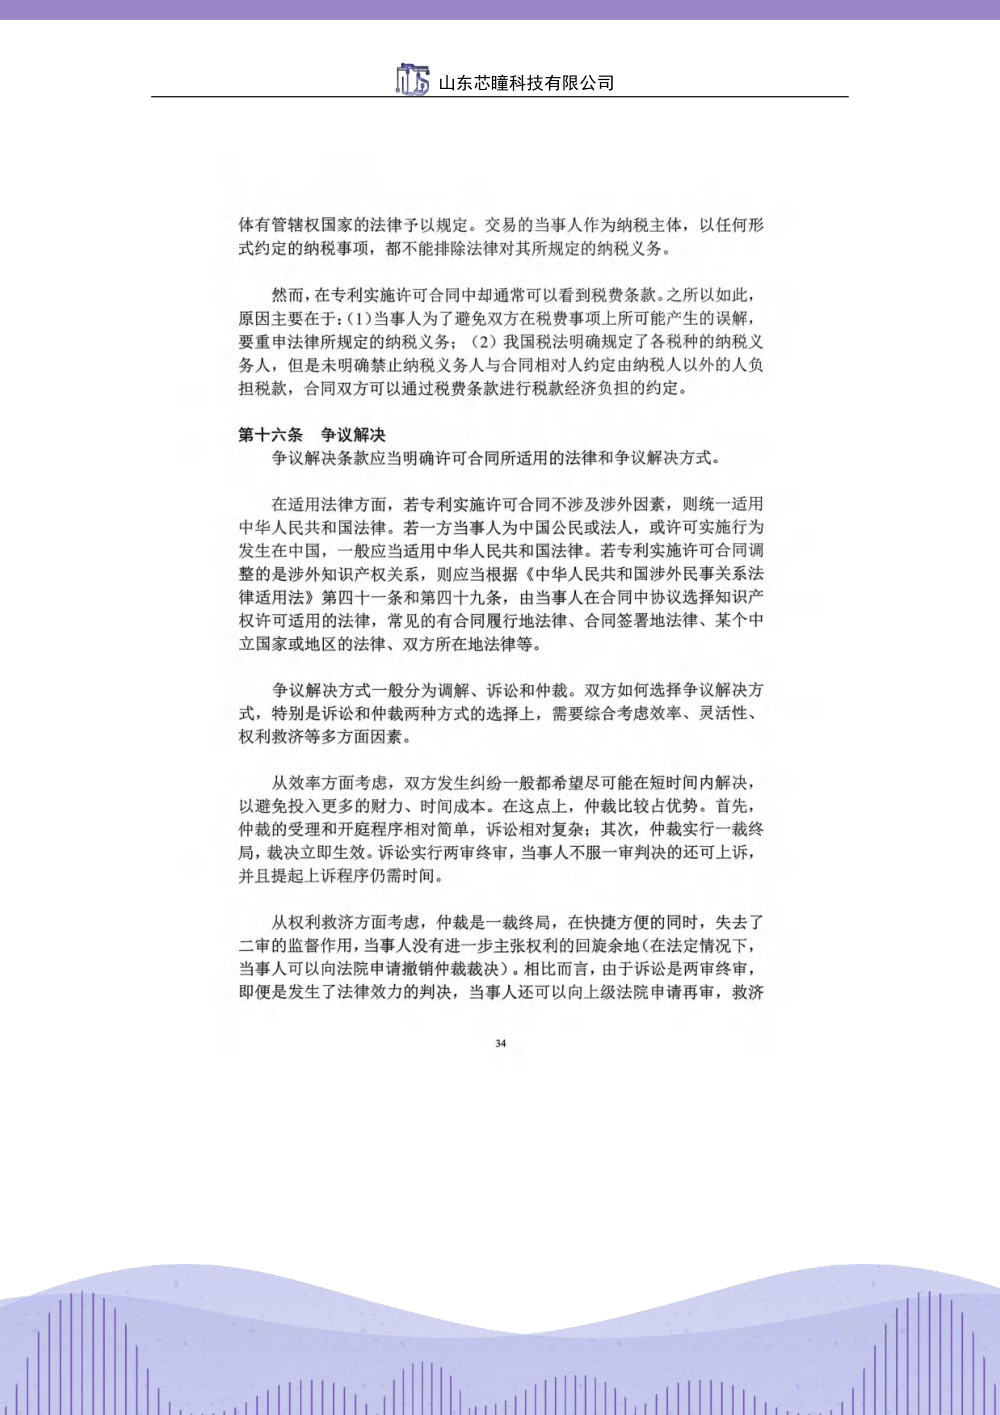 山东芯瞳科技有限公司
体有管辖权国家的法律予以规定。交易的当事人作为纳税主体，以任何形
式约定的纳税事项，都不能排除法律对其所规定的纳税义务。
然而，在专利实施许可合同中却通常可以看到税费条款。之所以如此，
原因主要在于：（1）当事人为了避免双方在税费事项上所可能产生的误解，
要重申法律所规定的纳税义务；（2）我国税法明确规定了各税种的纳税义
务人，但是未明确禁止纳税义务人与合同相对人约定由纳税人以外的人负
担税款，合同双方可以通过税费条款进行税款经济负担的约定。
第十六条 争议解决
争议解决条款应当明确许可合同所适用的法律和争议解决方式。
在适用法律方面，若专利实施许可合同不涉及涉外因素，则统一适用
中华人民共和国法律。若一方当事人为中国公民或法人，或许可实施行为
发生在中国，一般应当适用中华人民共和国法律。若专利实施许可合同调
整的是涉外知识产权关系，则应当根据《中华人民共和国涉外民事关系法
律适用法》第四十一条和第四十九条，由当事人在合同中协议选择知识产
权许可适用的法律，常见的有合同履行地法律、合同签署地法律、某个中
立国家或地区的法律、双方所在地法律等。
争议解决方式一般分为调解、诉讼和仲裁。双方如何选择争议解决方
式，特别是诉讼和仲裁两种方式的选择上，需要综合考虑效率、灵活性、
权利救济等多方面因素。
从效率方面考虑，双方发生纠纷一般都希望尽可能在短时间内解决，
以避免投入更多的财力、时间成本。在这点上，仲裁比较占优势。首先，
仲裁的受理和开庭程序相对简单，诉讼相对复杂；其次，仲裁实行一裁终
局，裁决立即生效。诉讼实行两审终审，当事人不服一审判决的还可上诉，
并且提起上诉程序仍需时间。
从权利救济方面考虑，仲裁是一裁终局，在快捷方便的同时，失去了
二审的监督作用，当事人没有进一步主张权利的回旋余地（在法定情况下，
当事人可以向法院申请撤销仲裁裁决）。相比而言，由于诉讼是两审终审，
即便是发生了法律效力的判决，当事人还可以向上级法院申请再审，救济
34